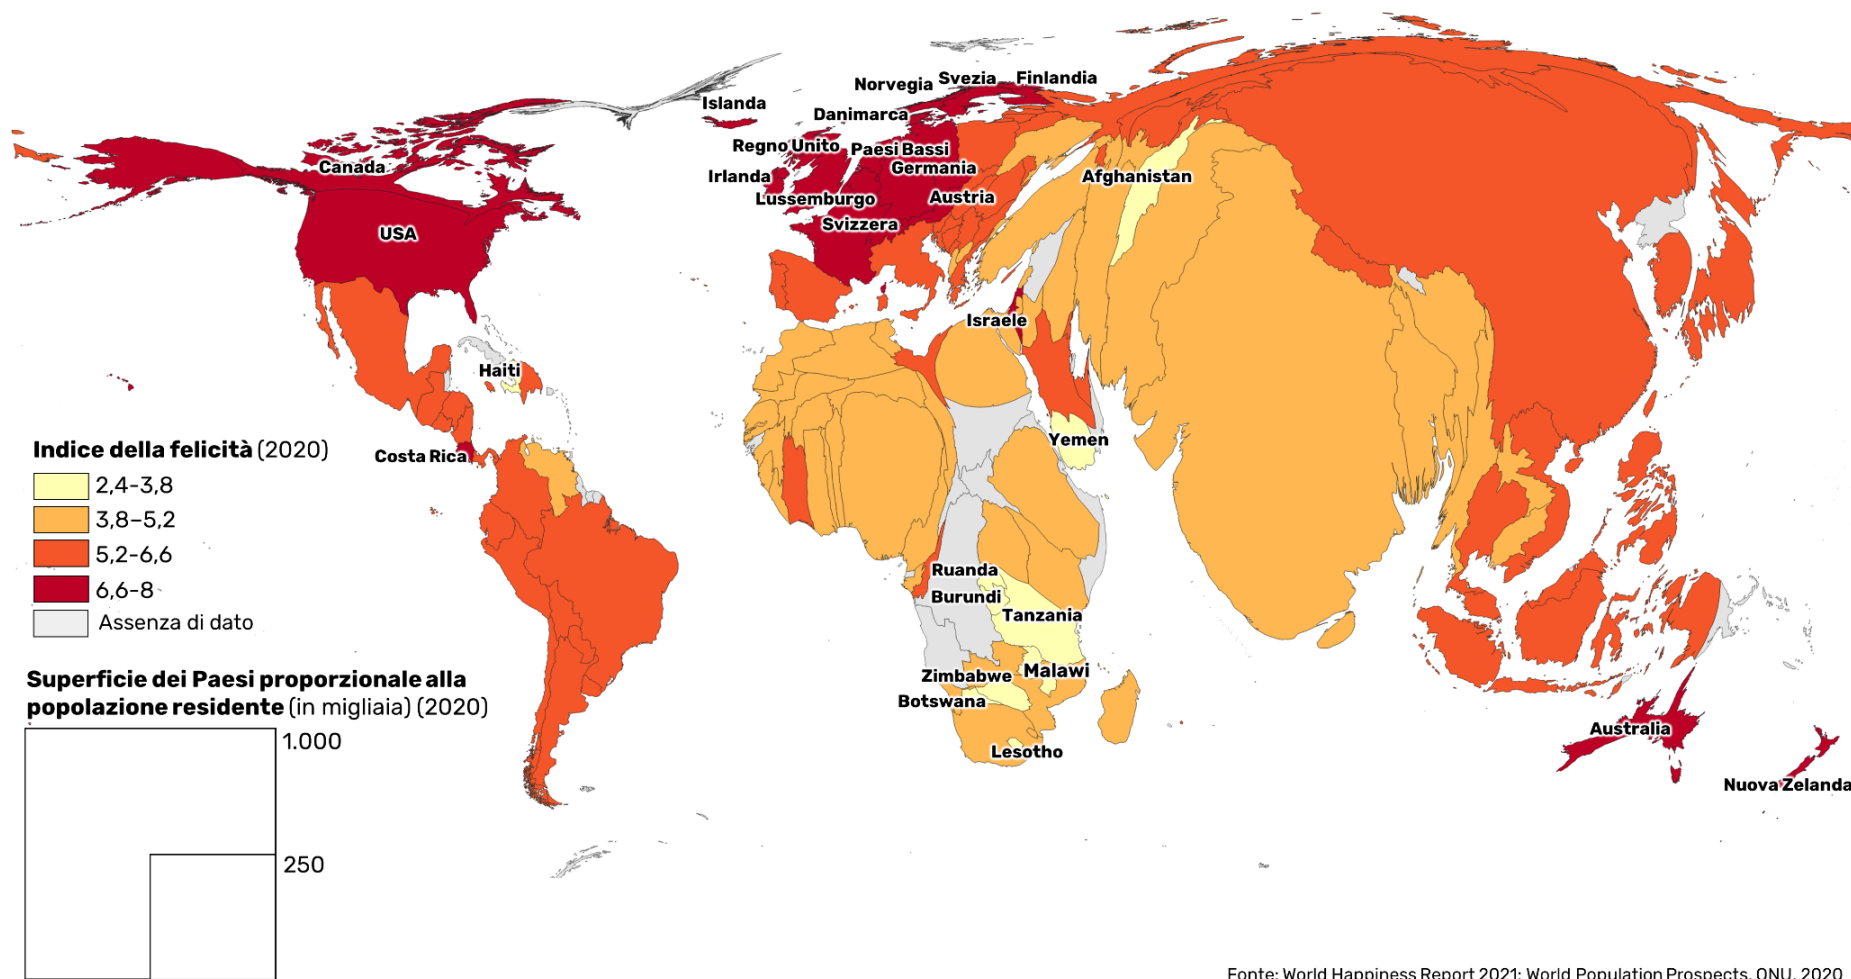 Norvegia
Svezia
Finlandia
Islanda
Danimarca
Regno Unito
Paesi Bassi
Canada
Germania
Irlanda
Afghanistan
Lussemburgo
Austria
Svizzera
USA
Israele
Haiti
Yemen
Costa Rica
Indice della felicità (2020)
2,4-3,8
3,8-5,2
5,2-6,6
6,6-8
Assenza di dato
Ruanda
Burundi
Tanzania
Zimbabwe
Malawi
Botswana
Lesotho
Australia
Nuova Zelanda
Superficie dei Paesi proporzionale alla
popolazione residente (in migliaia) (2020)
1.000
250
Fonte: World Happiness Report 2021; World Population Prospects, ONU, 2020